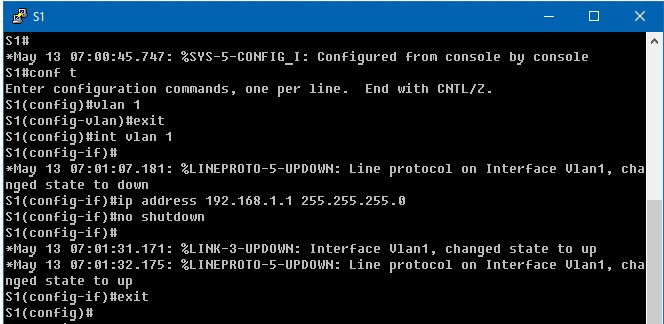 S1
S1#
*May 13 07:00:45.747: %SYS-5-CONFIG_I: Configured from console by console
S1#conf t
Enter configuration commands, one per line.  End with CNTL/Z.
S1(config)#vlan 1
S1(config-vlan)#exit
S1(config)#int vlan 1
S1(config-if)#
*May 13 07:01:07.181: %LINEPROTO-5-UPDOWN: Line protocol on Interface Vlan1, cha
nged state to down
S1(config-if)#ip address 192.168.1.1 255.255.255.0
S1(config-if)#no shutdown
S1(config-if)#
*May 13 07:01:31.171: %LINK-3-UPDOWN: Interface Vlan1, changed state to up
*May 13 07:01:32.175: %LINEPROTO-5-UPDOWN: Line protocol on Interface Vlan1, cha
nged state to up
S1(config-if)#exit
S1(config)#